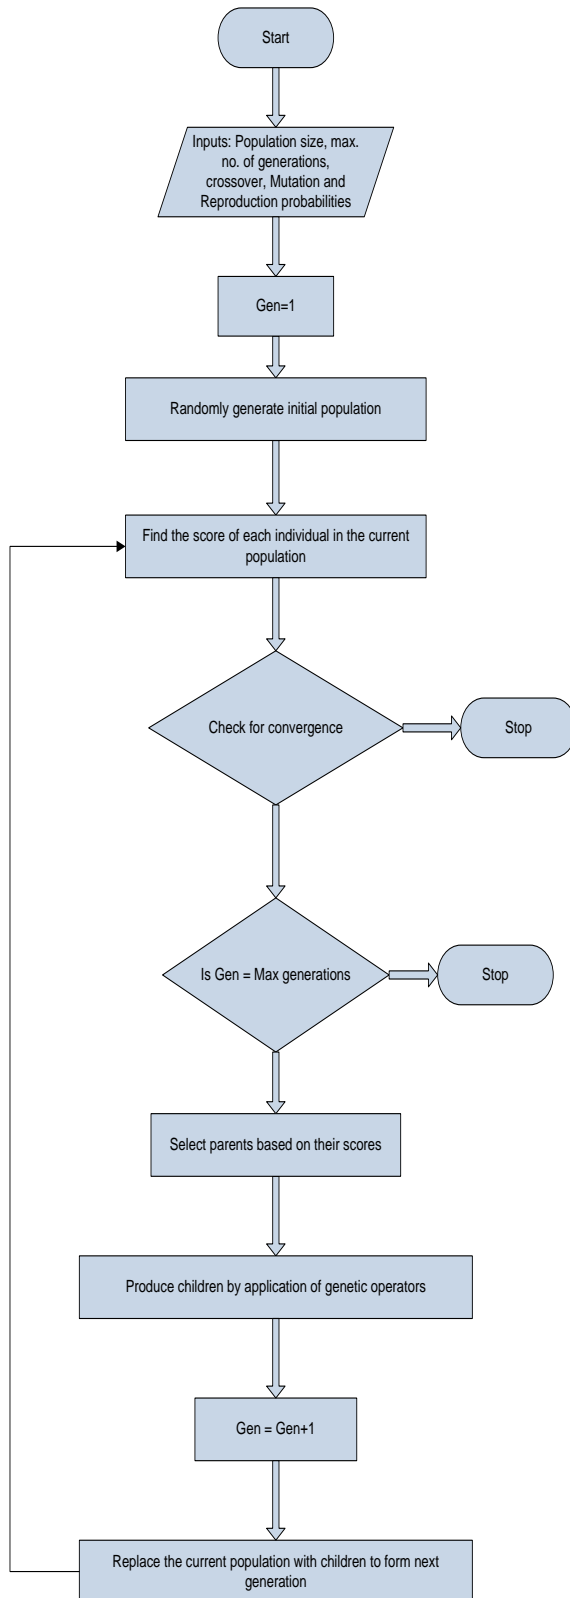 Start
Inputs: Population size, max.
no. of generations,
crossover, Mutation and
Reproduction probabilities
Gen=1
Randomly generate initial population
Find the score of each individual in the current
population
Check for convergence
Stop
Is Gen = Max generations
Stop
Select parents based on their scores
Produce children by application of genetic operators
Gen = Gen+1
Replace the current population with children to form next
generation